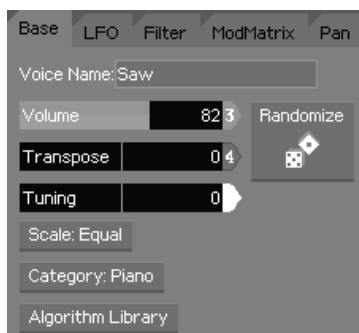 Base LFO Filter ModMatrix Pan
Voice Name: Saw
Volume 82 3 Randomize
Transpose 0 4
Tuning 0
Scale: Equal
Category: Piano
Algorithm Library